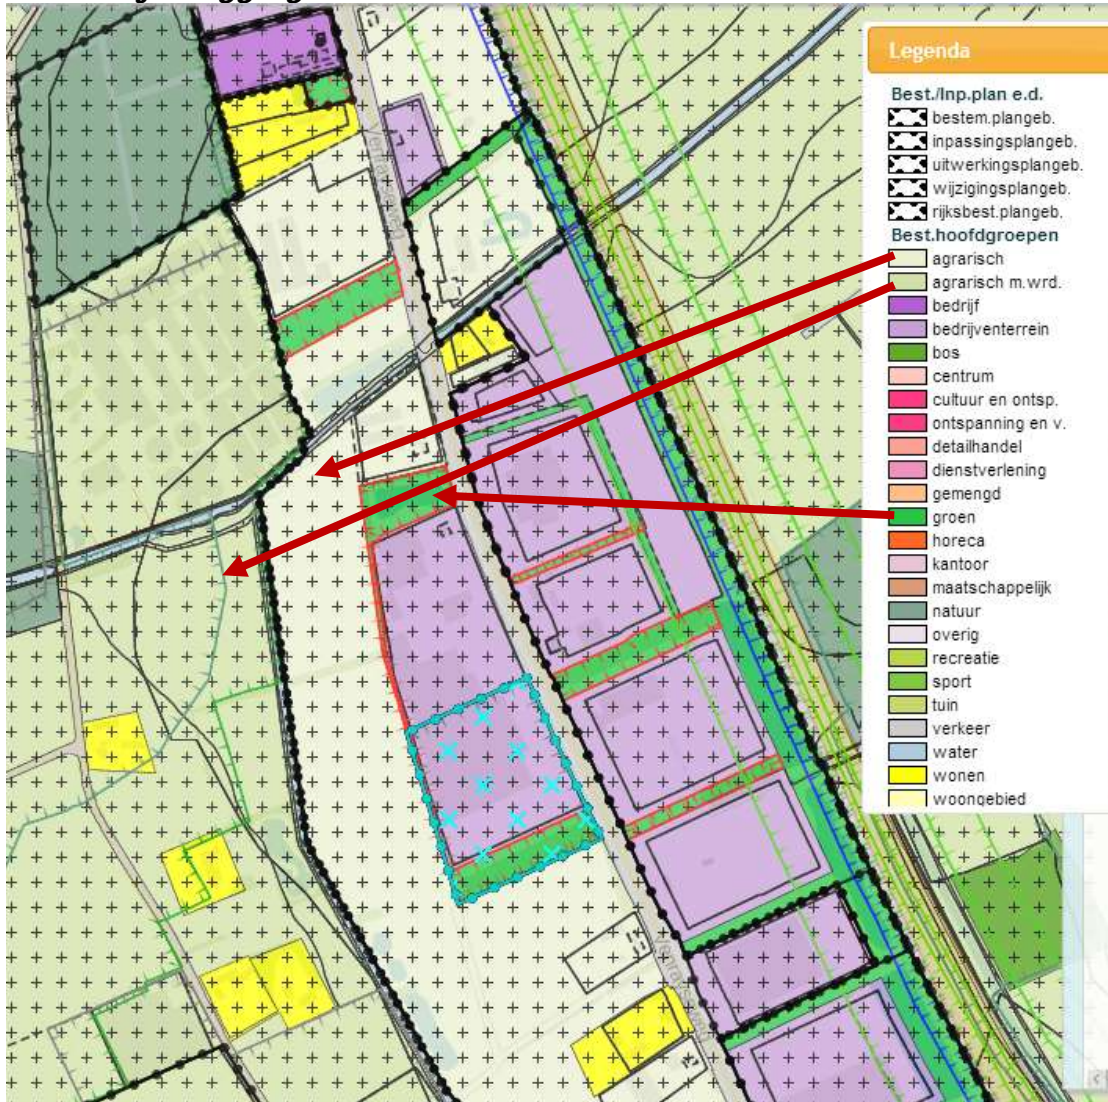 Legenda
Best./Inp.plan e.d.
bestem.plangeb.
inpassingsplangeb.
uitwerkingsplangeb.
wijzigingsplangeb.
rijksbest.plangeb.
Best.hoofdgroepen
agrarisch
agrarisch m.wrd.
bedrijf
bedrijventerrein
bos
centrum
cultuur en ontsp.
ontspanning en v.
detailhandel
dienstverlening
gemengd
groen
horeca
kantoor
maatschappelijk
natuur
overig
recreatie
sport
tuin
verkeer
water
wonen
woongebied